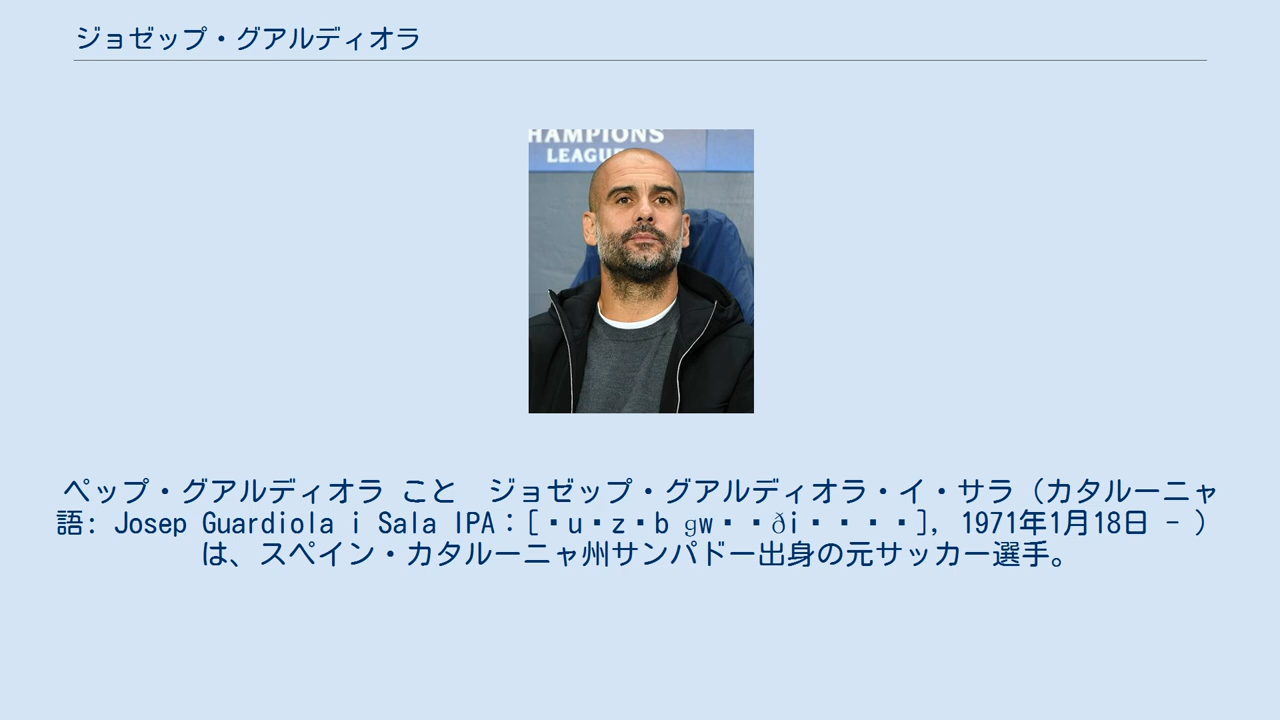 ジョゼップ・グアルディオラ
HAMPIONS
LEAGUE
ペップ・グアルディオラ こと　ジョゼップ・グアルディオラ・イ・サラ（カタルーニャ
語: Josep Guardiola i Sala IPA：[▪u▪z▪b ɡw▪▪ði▪▪▪▪], 1971年1月18日 - ）
は、スペイン・カタルーニャ州サンパドー出身の元サッカー選手。